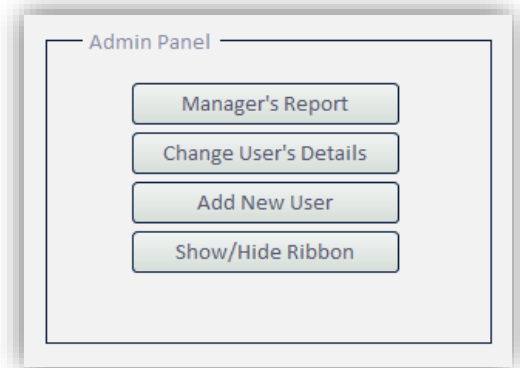 Admin Panel
Manager's Report
Change User's Details
Add New User
Show/Hide Ribbon